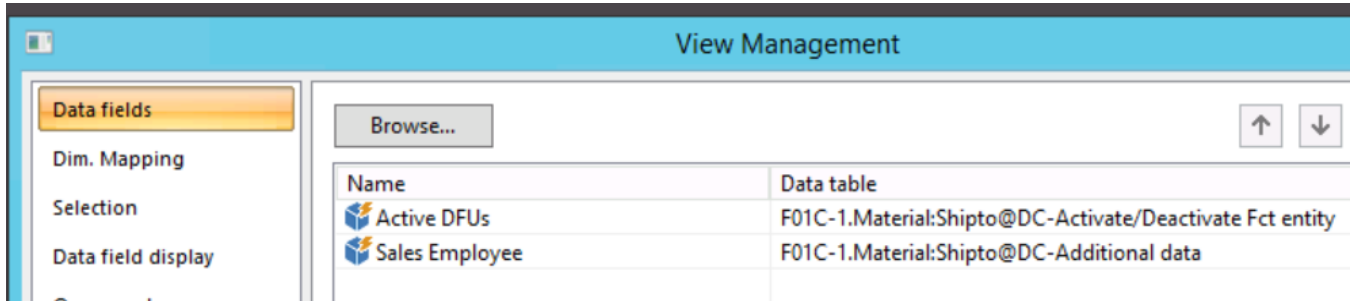 View Management
Data fields
Dim. Mapping
Selection
Data field display
Browse...
Name Data table
Active DFUs F01C-1.Material:Shipto@DC-Activate/Deactivate Fct entity
Sales Employee F01C-1.Material:Shipto@DC-Additional data